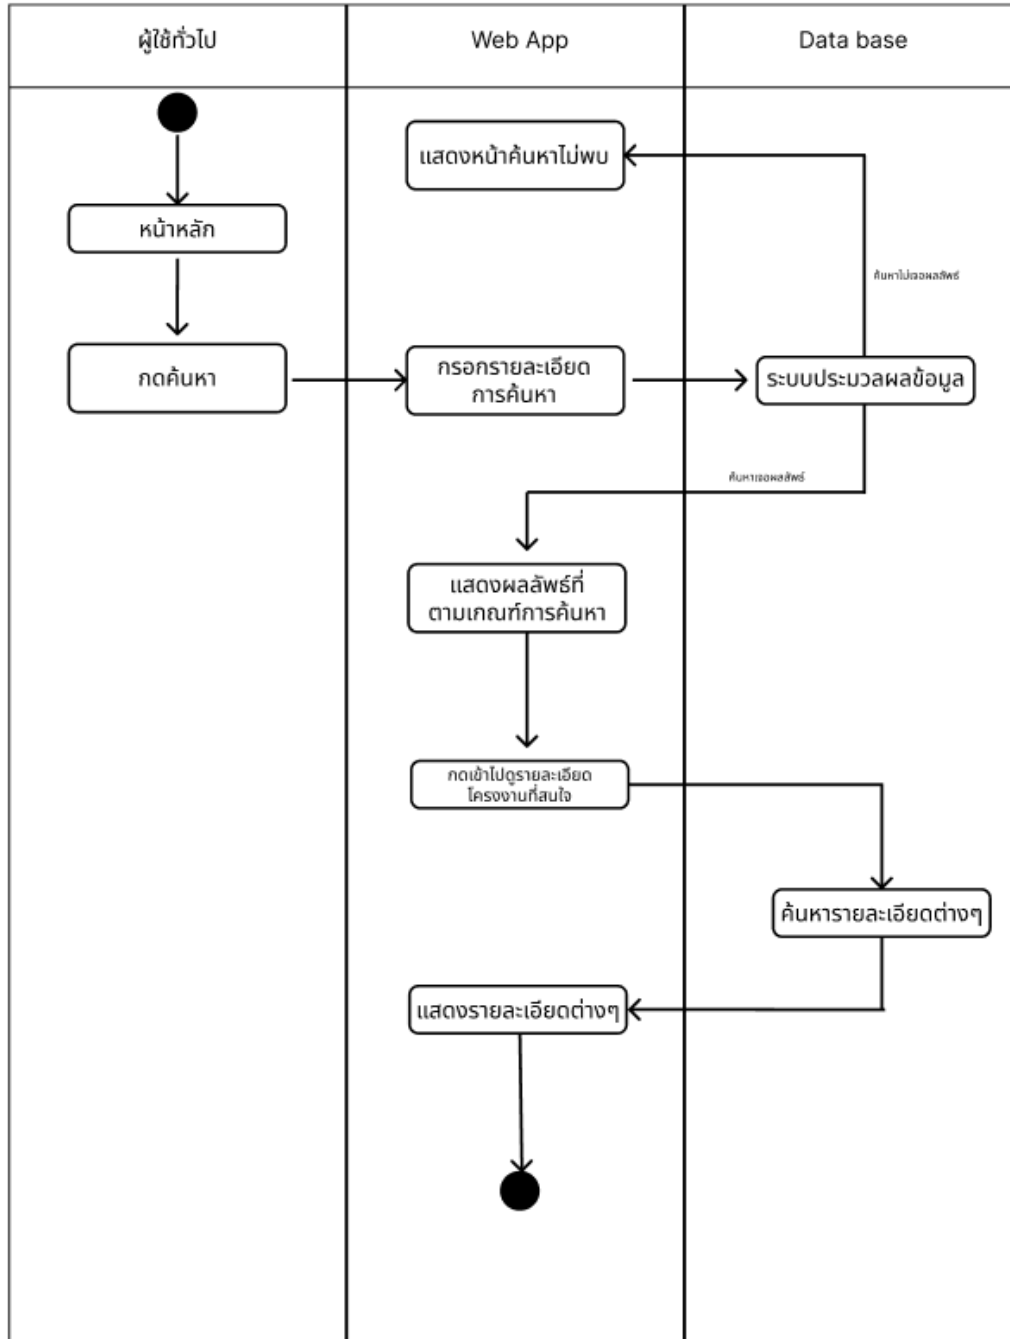 ผู้ใช้ทั่วไป
Web App
Data base
แสดงหน้าค้นหาไม่พบ
หน้าหลัก
ค้นหาไม่เจอผลลัพธ์
กดค้นหา
กรอกรายละเอียด
การค้นหา
ระบบประมวลผลข้อมูล
ค้นหาเจอผลลัพธ์
แสดงผลลัพธ์ที่
ตามเกณฑ์การค้นหา
กดเข้าไปดูรายละเอียด
โครงงานที่สนใจ
ค้นหารายละเอียดต่างๆ
แสดงรายละเอียดต่างๆ